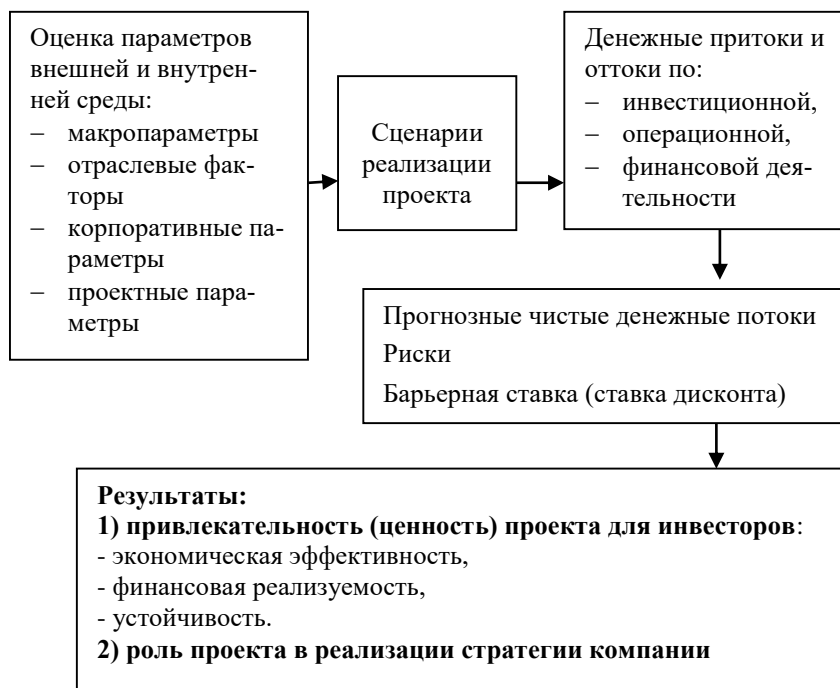 Оценка параметров
внешней и внутрен-
ней среды:
– макропараметры
– отраслевые фак-
торы
– корпоративные па-
раметры
– проектные пара-
метры
Сценарии
реализации
проекта
Денежные притоки и
оттоки по:
– инвестиционной,
– операционной,
– финансовой дея-
тельности
Прогнозные чистые денежные потоки
Риски
Барьерная ставка (ставка дисконта)
Результаты:
1) привлекательность (ценность) проекта для инвесторов:
- экономическая эффективность,
- финансовая реализуемость,
- устойчивость.
2) роль проекта в реализации стратегии компании